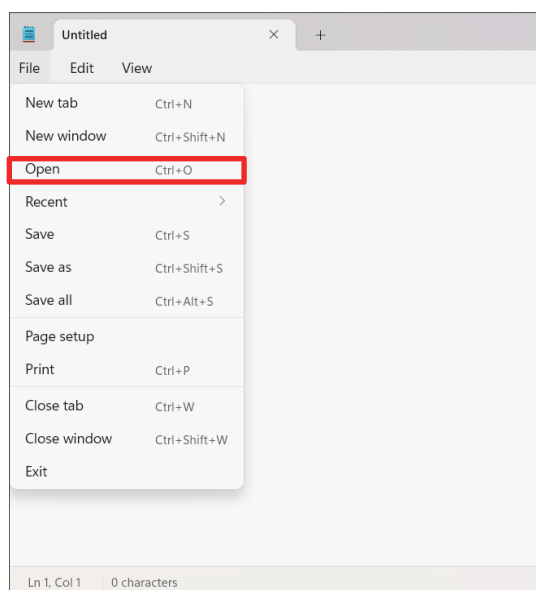 Untitled
File Edit View
New tab Ctrl+N
New window Ctrl+Shift+N
Open Ctrl+O
Recent
Save Ctrl+S
Save as Ctrl+Shift+S
Save all Ctrl+Alt+S
Page setup
Print Ctrl+P
Close tab Ctrl+W
Close window Ctrl+Shift+W
Exit
Ln 1, Col 1 0 characters